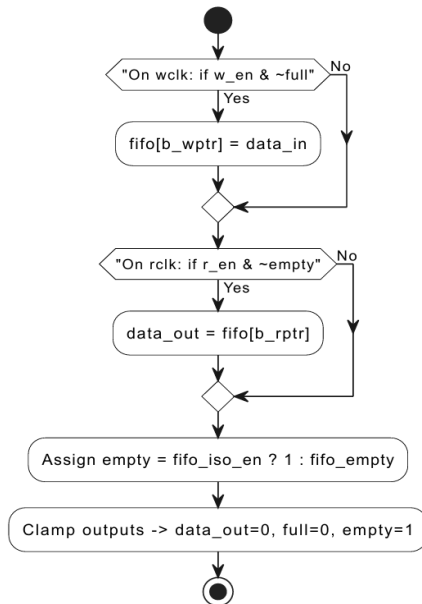 "On wclk: if w_en & ~full"
No
Yes
fifo[b_wptr] = data_in
"On rclk: if r_en & ~empty"
No
Yes
data_out = fifo[b_rptr]
Assign empty = fifo_iso_en ? 1 : fifo_empty
Clamp outputs -> data_out=0, full=0, empty=1